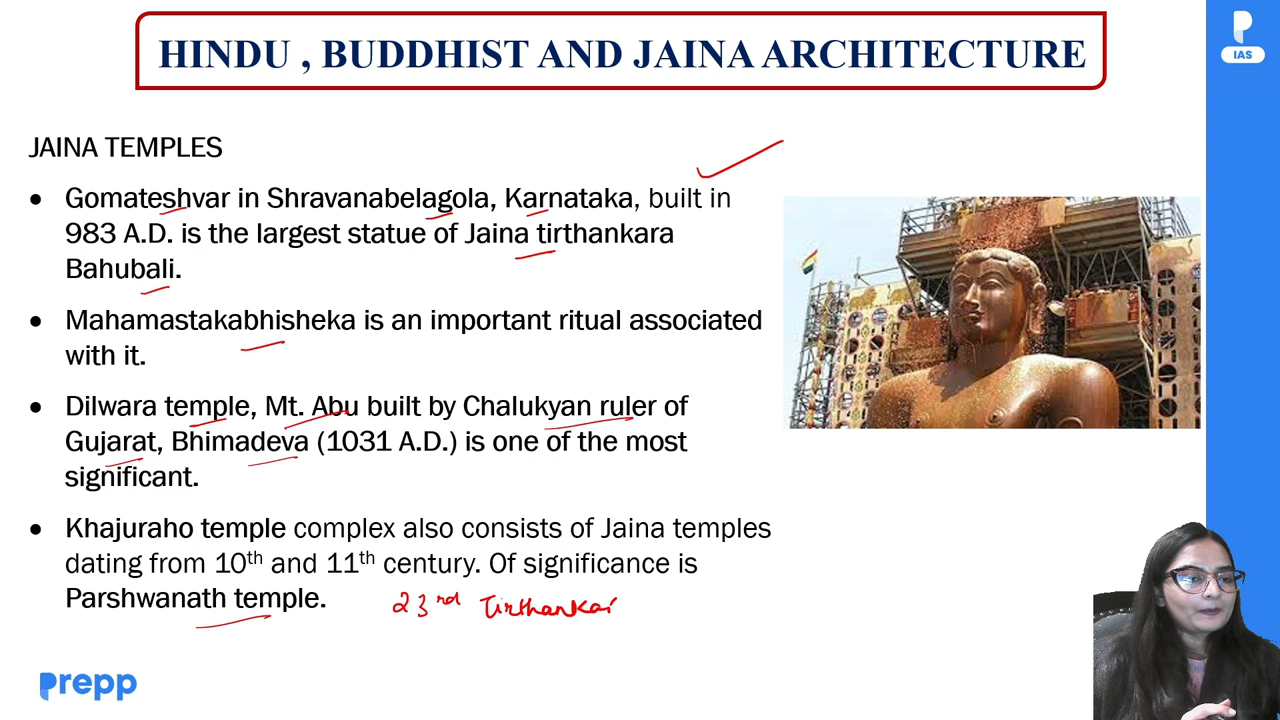 HINDU , BUDDHIST AND JAINA ARCHITECTURE
IAS
JAINA TEMPLES
• Gomateshvar in Shravanabelagola, Karnataka, built in
983 A.D. is the largest statue of Jaina tirthankara
Bahubali.
• Mahamastakabhisheka is an important ritual associated
with it.
• Dilwara temple, Mt. Abu built by Chalukyan ruler of
Gujarat, Bhimadeva (1031 A.D.) is one of the most
significant.
• Khajuraho temple complex also consists of Jaina temples
dating from 10th and 11th century. Of significance is
Parshwanath temple.
23rd Tirthankar
prepp